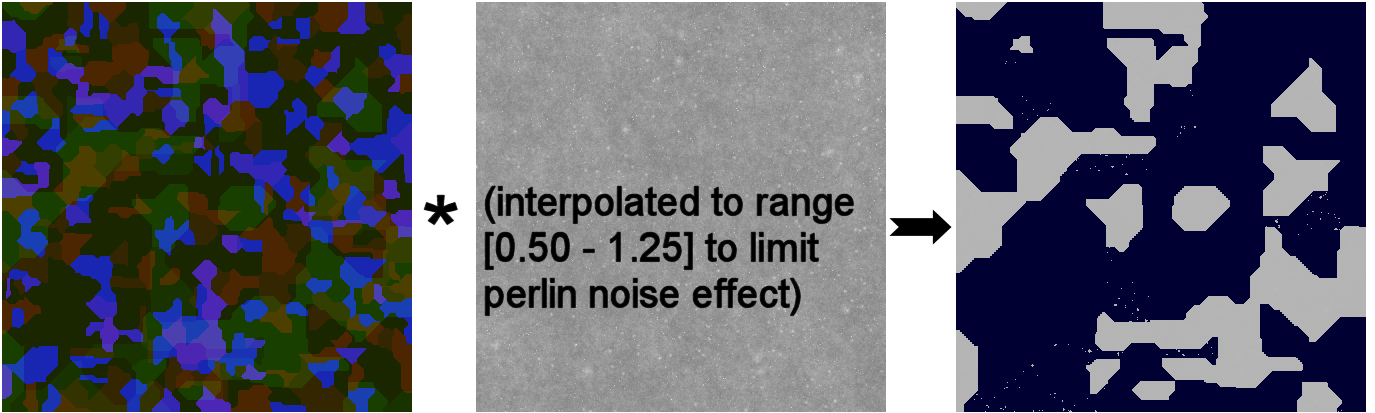 *
(interpolated to range
[0.50 - 1.25] to limit
perlin noise effect)